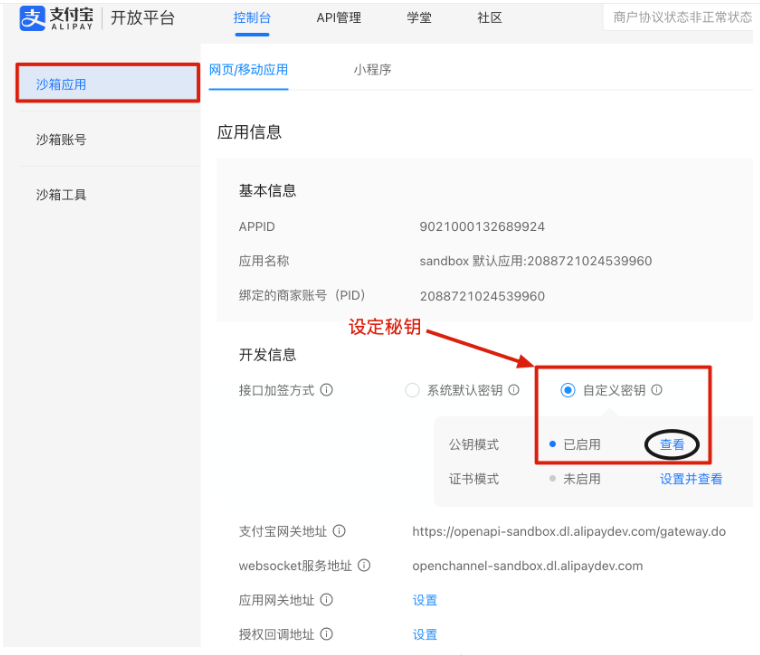 支付宝 ALIPAY 开放平台 控制台 API管理 学堂 社区 商户协议状态非正常状态
网页/移动应用 小程序
沙箱应用
沙箱账号
沙箱工具
应用信息
基本信息
APPID 9021000132689924
应用名称 sandbox 默认应用:2088721024539960
绑定的商家账号（PID） 2088721024539960
设定秘钥
开发信息
接口加签方式 系统默认密钥 自定义密钥
公钥模式 已启用 查看
证书模式 未启用 设置并查看
支付宝网关地址 https://openapi-sandbox.dl.alipaydev.com/gateway.do
websocket服务地址 openchannel-sandbox.dl.alipaydev.com
应用网关地址 设置
授权回调地址 设置